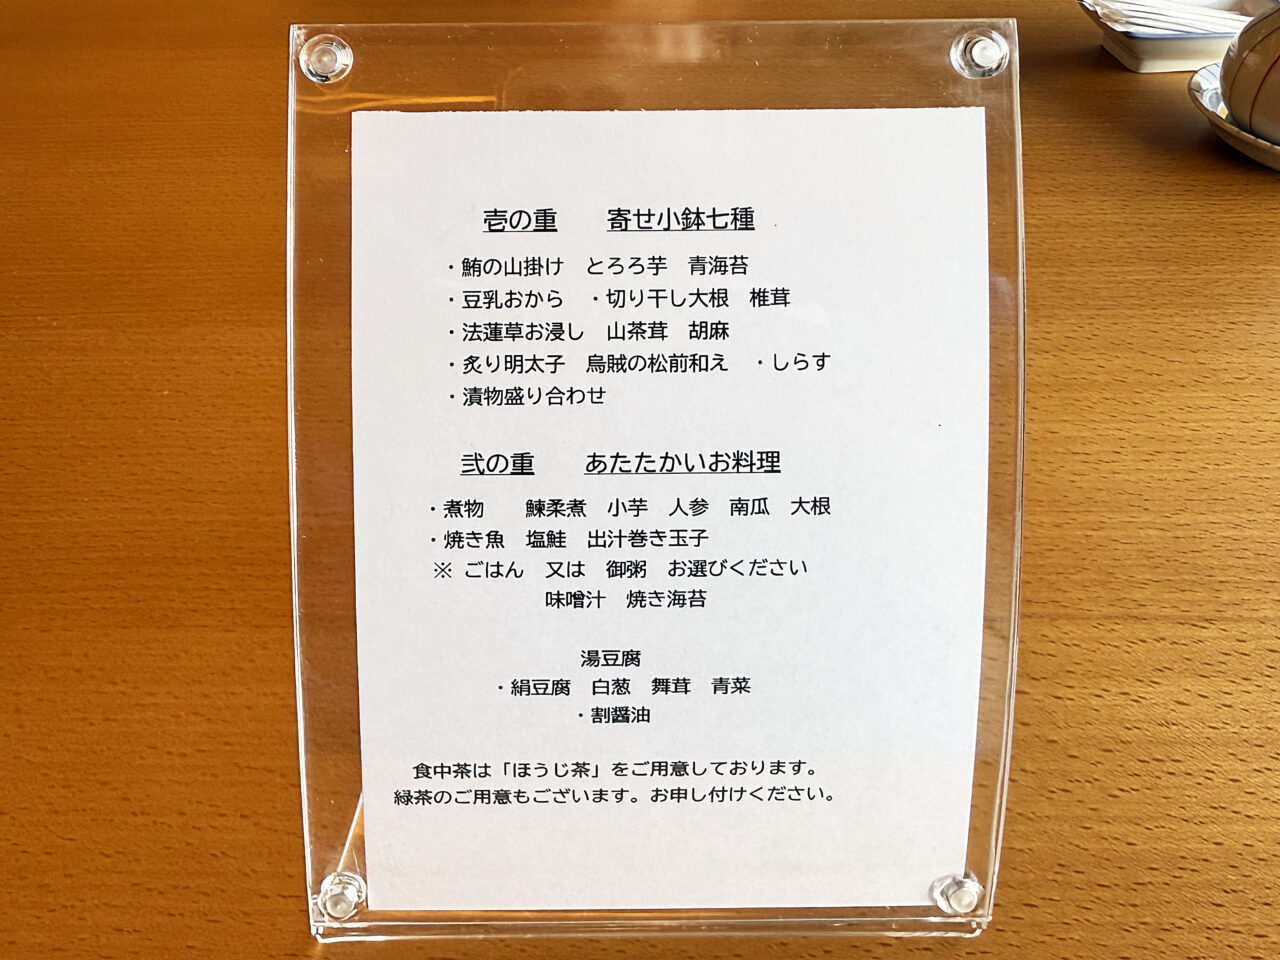 壱の重　　寄せ小鉢七種
・鮪の山掛け　とろろ芋　青海苔
・豆乳おから　・切り干し大根　椎茸
・法蓮草お浸し　山茶茸　胡麻
・炙り明太子　烏賊の松前和え　・しらす
・漬物盛り合わせ
弐の重　　あたたかいお料理
・煮物　　鰊柔煮　小芋　人参　南瓜　大根
・焼き魚　塩鮭　出汁巻き玉子
※ ごはん　又は　御粥　お選びください
味噌汁　焼き海苔
湯豆腐
・絹豆腐　白葱　舞茸　青菜
・割醤油
食中茶は「ほうじ茶」をご用意しております。
緑茶のご用意もございます。お申し付けください。